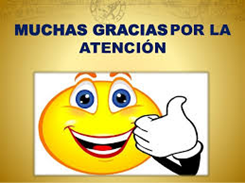 MUCHAS GRACIAS POR LA
ATENCIÓN